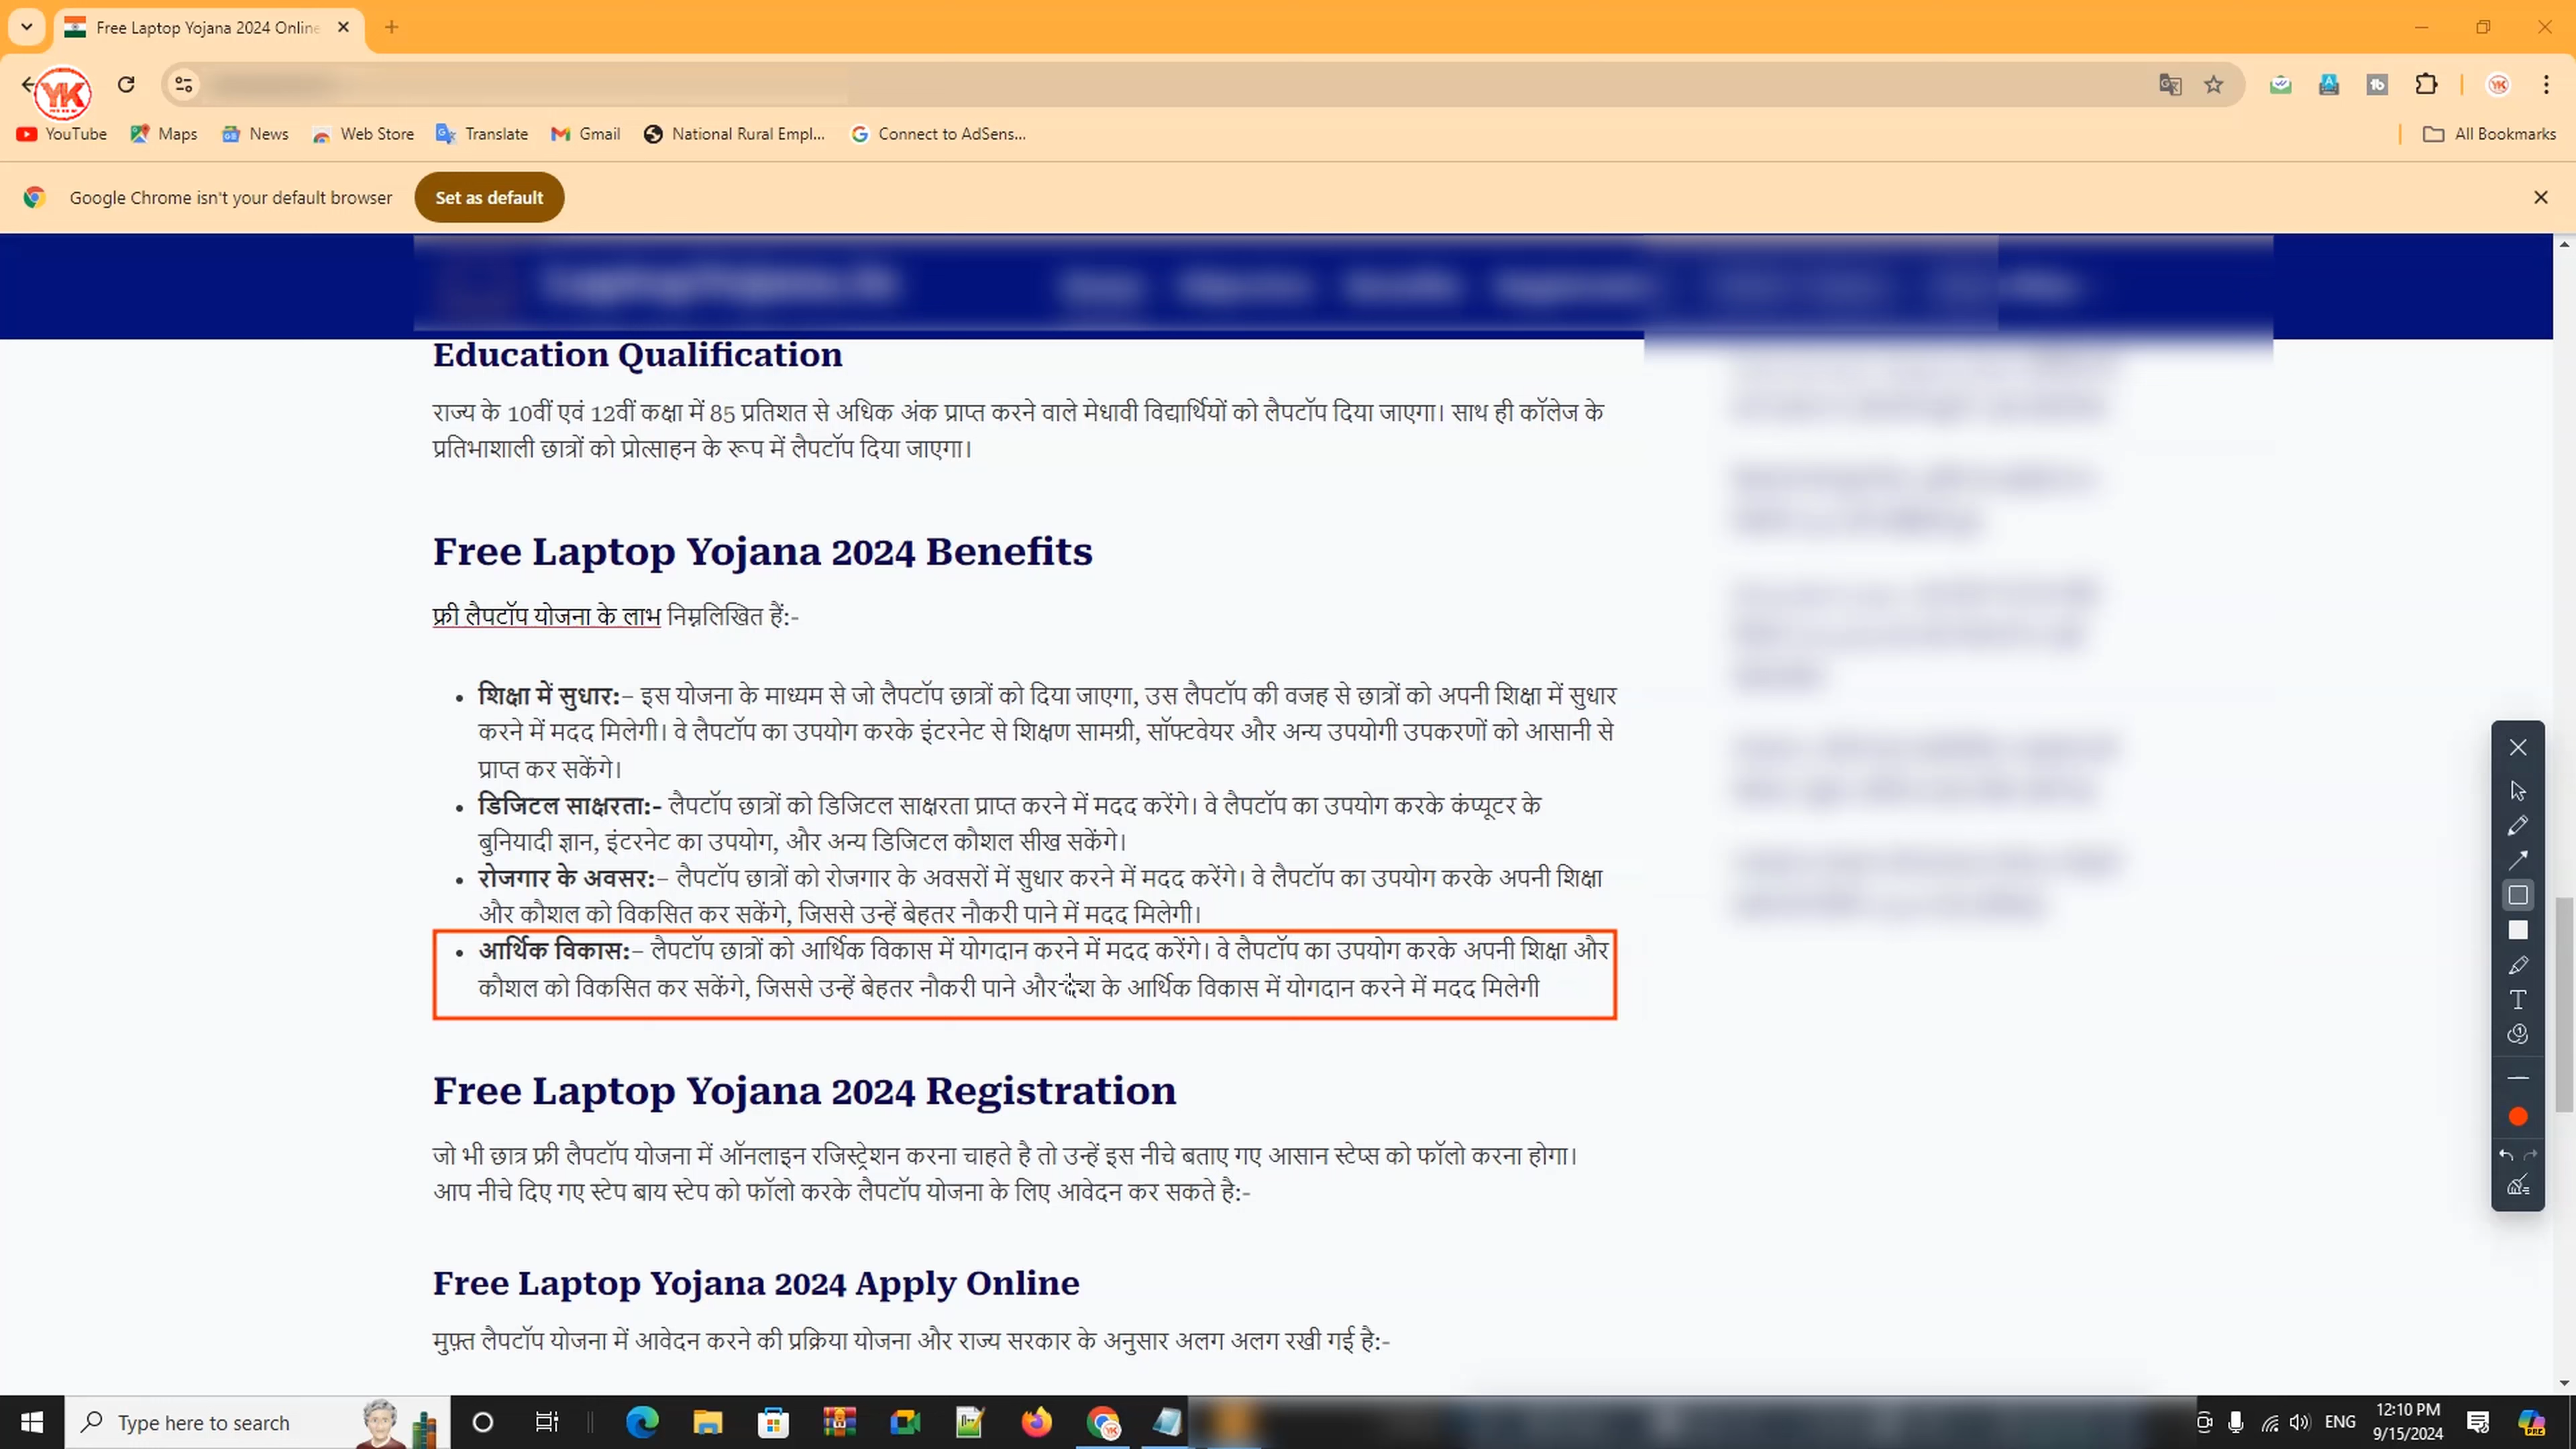 Free Laptop Yojana 2024 Online
YK
YK
YouTube
Maps
News
Web Store
Translate
Gmail
National Rural Empl...
Connect to AdSens...
All Bookmarks
Google Chrome isn't your default browser
Set as default
Education Qualification
राज्य के 10वीं एवं 12वीं कक्षा में 85 प्रतिशत से अधिक अंक प्राप्त करने वाले मेधावी विद्यार्थियों को लैपटॉप दिया जाएगा। साथ ही कॉलेज के
प्रतिभाशाली छात्रों को प्रोत्साहन के रूप में लैपटॉप दिया जाएगा।
Free Laptop Yojana 2024 Benefits
फ्री लैपटॉप योजना के लाभ निम्नलिखित हैं:-
• शिक्षा में सुधार:– इस योजना के माध्यम से जो लैपटॉप छात्रों को दिया जाएगा, उस लैपटॉप की वजह से छात्रों को अपनी शिक्षा में सुधार
करने में मदद मिलेगी। वे लैपटॉप का उपयोग करके इंटरनेट से शिक्षण सामग्री, सॉफ्टवेयर और अन्य उपयोगी उपकरणों को आसानी से
प्राप्त कर सकेंगे।
• डिजिटल साक्षरता:- लैपटॉप छात्रों को डिजिटल साक्षरता प्राप्त करने में मदद करेंगे। वे लैपटॉप का उपयोग करके कंप्यूटर के
बुनियादी ज्ञान, इंटरनेट का उपयोग, और अन्य डिजिटल कौशल सीख सकेंगे।
• रोजगार के अवसर:– लैपटॉप छात्रों को रोजगार के अवसरों में सुधार करने में मदद करेंगे। वे लैपटॉप का उपयोग करके अपनी शिक्षा
और कौशल को विकसित कर सकेंगे, जिससे उन्हें बेहतर नौकरी पाने में मदद मिलेगी।
• आर्थिक विकास:– लैपटॉप छात्रों को आर्थिक विकास में योगदान करने में मदद करेंगे। वे लैपटॉप का उपयोग करके अपनी शिक्षा और
कौशल को विकसित कर सकेंगे, जिससे उन्हें बेहतर नौकरी पाने और देश के आर्थिक विकास में योगदान करने में मदद मिलेगी
Free Laptop Yojana 2024 Registration
जो भी छात्र फ्री लैपटॉप योजना में ऑनलाइन रजिस्ट्रेशन करना चाहते है तो उन्हें इस नीचे बताए गए आसान स्टेप्स को फॉलो करना होगा।
आप नीचे दिए गए स्टेप बाय स्टेप को फॉलो करके लैपटॉप योजना के लिए आवेदन कर सकते है:-
Free Laptop Yojana 2024 Apply Online
मुफ़्त लैपटॉप योजना में आवेदन करने की प्रक्रिया योजना और राज्य सरकार के अनुसार अलग अलग रखी गई है:-
Type here to search
ENG
12:10 PM
9/15/2024